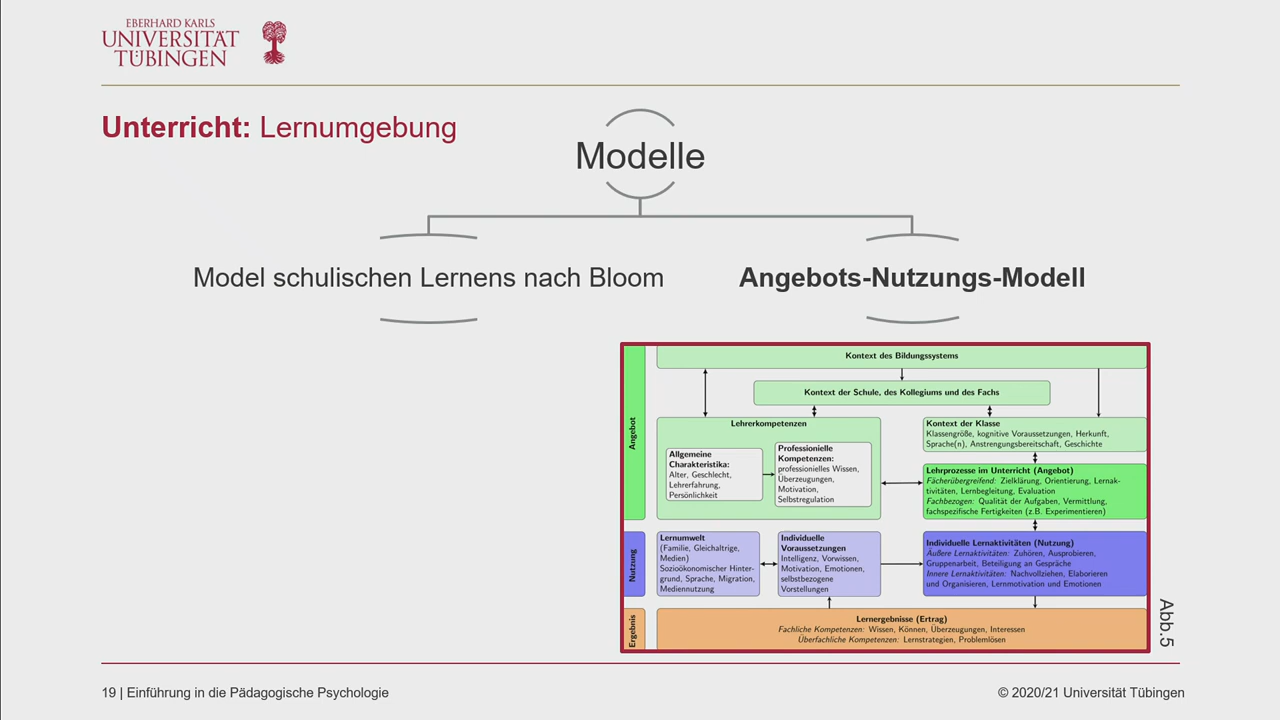 EBERHARD KARLS
UNIVERSITÄT
TÜBINGEN
Unterricht: Lernumgebung
Modelle
Model schulischen Lernens nach Bloom
Angebots-Nutzungs-Modell
Angebot
Kontext des Bildungssystems
Kontext der Schule, des Kollegiums und des Fachs
Lehrerkompetenzen
Allgemeine
Charakteristika:
Alter, Geschlecht,
Lehrerfahrung,
Persönlichkeit
Professionelle
Kompetenzen:
professionelles Wissen,
Überzeugungen,
Motivation,
Selbstregulation
Kontext der Klasse
Klassengröße, kognitive Voraussetzungen, Herkunft,
Sprache(n), Anstrengungsbereitschaft, Geschichte
Lehrprozesse im Unterricht (Angebot)
Fächerübergreifend: Zielklärung, Orientierung, Lernak-
tivitäten, Lernbegleitung, Evaluation
Fachbezogen: Qualität der Aufgaben, Vermittlung,
fachspezifische Fertigkeiten (z.B. Experimentieren)
Nutzung
Lernumwelt
(Familie, Gleichaltrige,
Medien)
Sozioökonomischer Hinter-
grund, Sprache, Migration,
Mediennutzung
Individuelle
Voraussetzungen
Intelligenz, Vorwissen,
Motivation, Emotionen,
selbstbezogene
Vorstellungen
Individuelle Lernaktivitäten (Nutzung)
Äußere Lernaktivitäten: Zuhören, Ausprobieren,
Gruppenarbeit, Beteiligung an Gespräche
Innere Lernaktivitäten: Nachvollziehen, Elaborieren
und Organisieren, Lernmotivation und Emotionen
Ergebnis
Lernergebnisse (Ertrag)
Fachliche Kompetenzen: Wissen, Können, Überzeugungen, Interessen
Überfachliche Kompetenzen: Lernstrategien, Problemlösen
Abb.5
19 | Einführung in die Pädagogische Psychologie
© 2020/21 Universität Tübingen